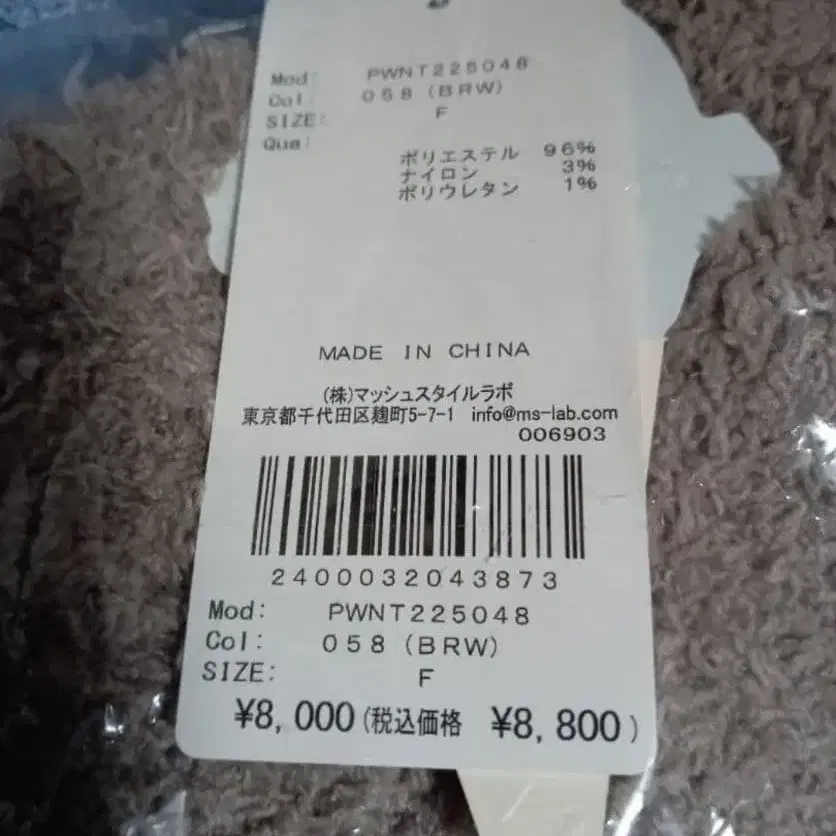 Mod: PWNT225048
Col: 058 (BRW)
SIZE: F
Qua:
ポリエステル 96%
ナイロン 3%
ポリウレタン 1%
MADE IN CHINA
(株)マッシュスタイルラボ
東京都千代田区麹町5-7-1 info@ms-lab.com
006903
2400032043873
Mod: PWNT225048
Col: 058 (BRW)
SIZE: F
¥8,000(税込価格 ¥8,800)